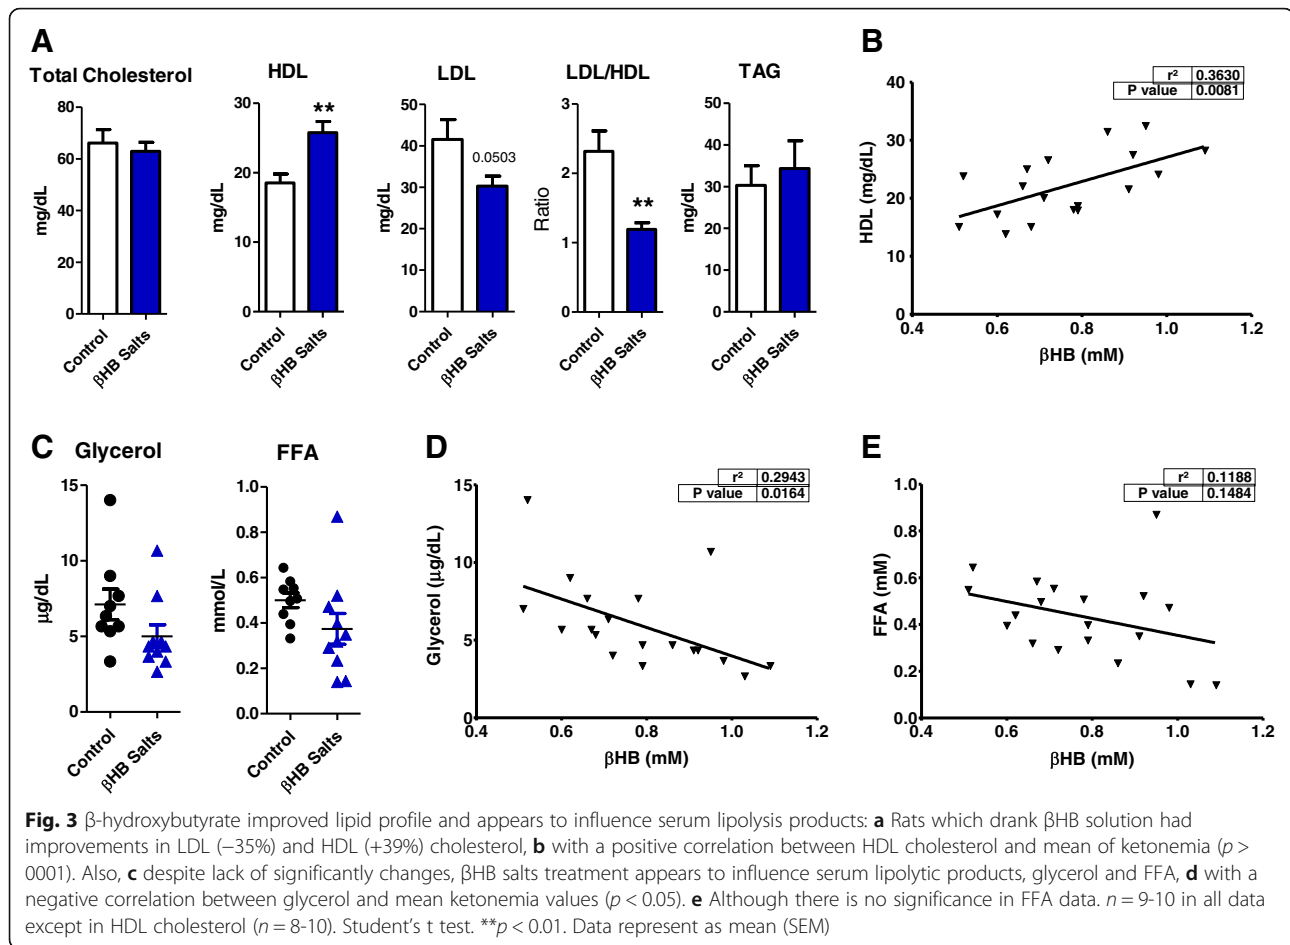 A
Total Cholesterol
HDL
LDL
LDL/HDL
TAG
mg/dL
80
60
40
20
0
Control
βHB Salts
mg/dL
30
20
10
0
**
Control
βHB Salts
mg/dL
50
40
30
20
10
0
0.0503
Control
βHB Salts
Ratio
3
2
1
0
**
Control
βHB Salts
mg/dL
50
40
30
20
10
0
Control
βHB Salts
B
r² 0.3630
P value 0.0081
HDL (mg/dL)
40
30
20
10
0
0.4 0.6 0.8 1.0 1.2
βHB (mM)
C
Glycerol
µg/dL
15
10
5
0
Control
βHB Salts
FFA
mmol/L
1.0
0.8
0.6
0.4
0.2
0.0
Control
βHB Salts
D
r² 0.2943
P value 0.0164
Glycerol (µg/dL)
15
10
5
0
0.4 0.6 0.8 1.0 1.2
βHB (mM)
E
r² 0.1188
P value 0.1484
FFA (mM)
1.0
0.8
0.6
0.4
0.2
0.0
0.4 0.6 0.8 1.0 1.2
βHB (mM)
Fig. 3 β-hydroxybutyrate improved lipid profile and appears to influence serum lipolysis products: a Rats which drank βHB solution had
improvements in LDL (−35%) and HDL (+39%) cholesterol, b with a positive correlation between HDL cholesterol and mean of ketonemia (p >
0001). Also, c despite lack of significantly changes, βHB salts treatment appears to influence serum lipolytic products, glycerol and FFA, d with a
negative correlation between glycerol and mean ketonemia values (p < 0.05). e Although there is no significance in FFA data. n = 9-10 in all data
except in HDL cholesterol (n = 8-10). Student's t test. **p < 0.01. Data represent as mean (SEM)